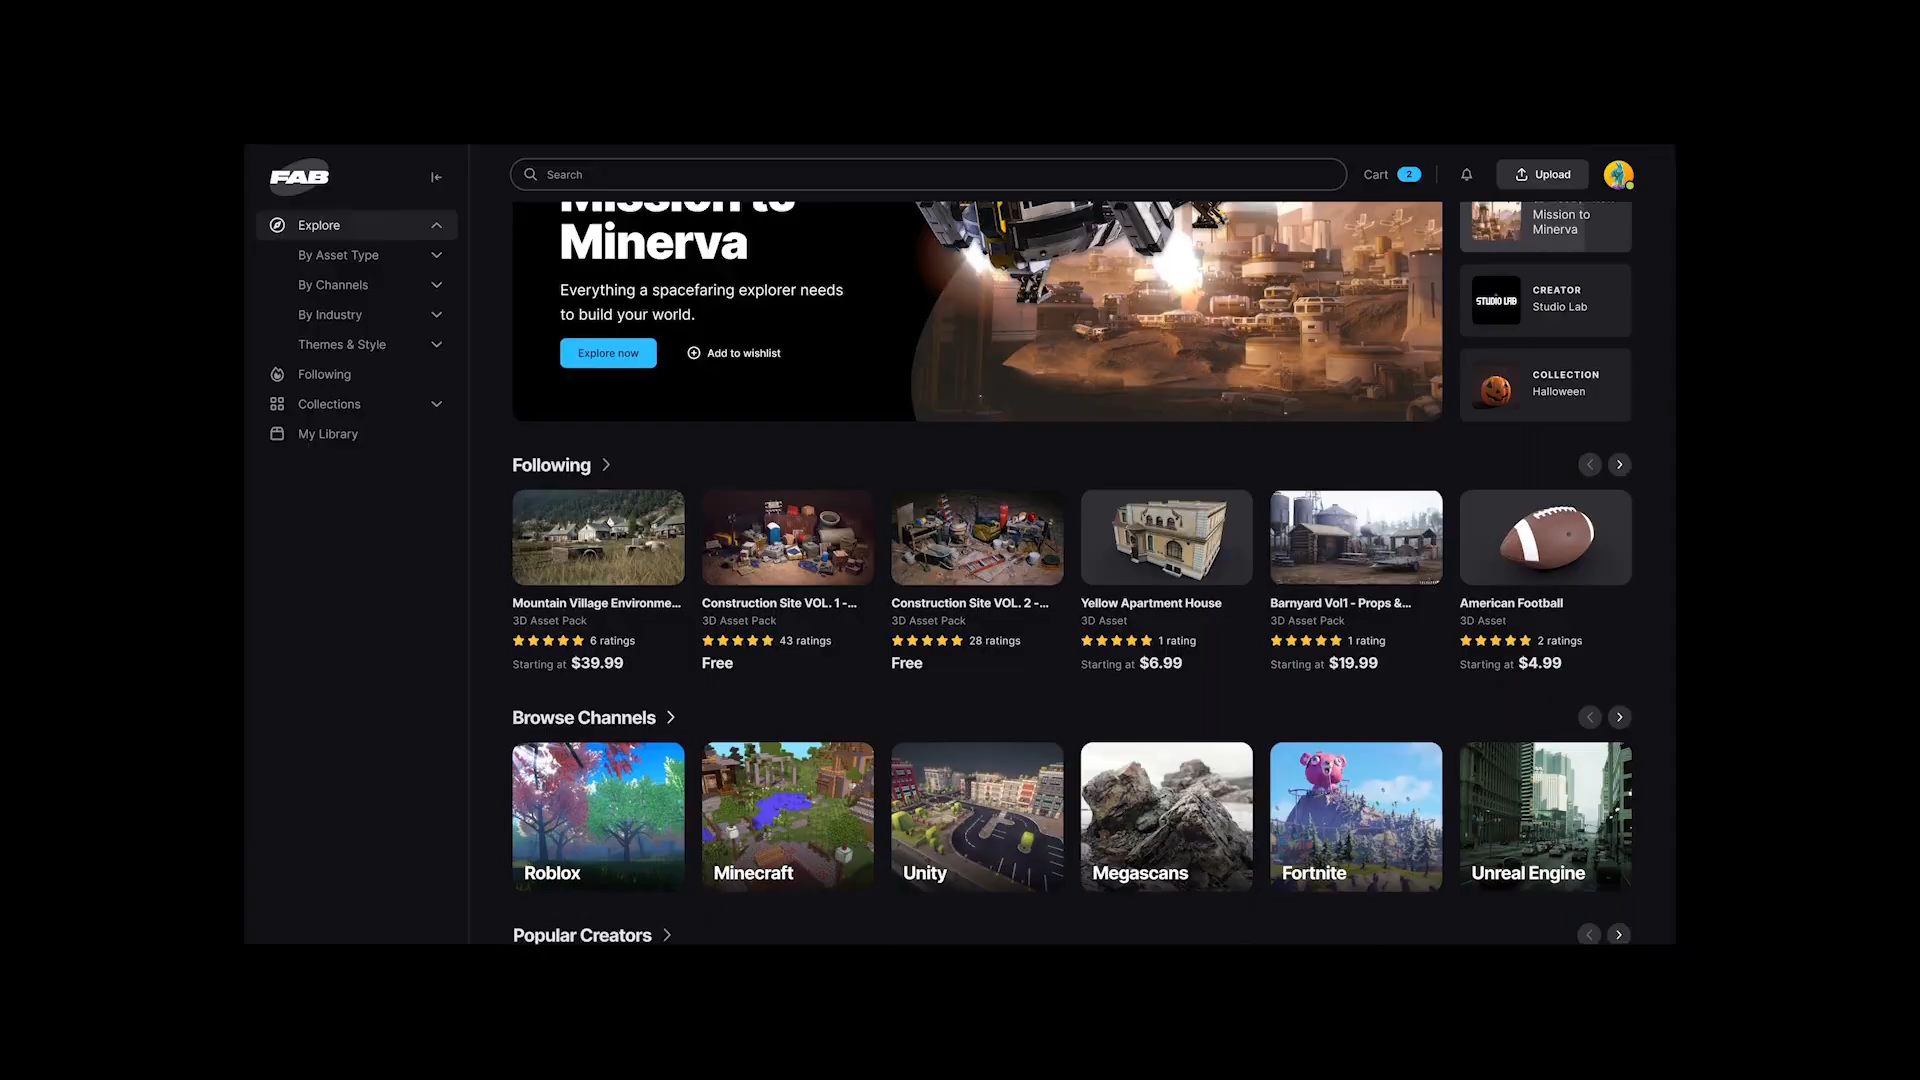 FAB
Search
Cart 2
Upload
Explore
By Asset Type
By Channels
By Industry
Themes & Style
Following
Collections
My Library
Mission to
Minerva
Everything a spacefaring explorer needs
to build your world.
Explore now
Add to wishlist
Mission to
Minerva
STUDIO LAB
CREATOR
Studio Lab
COLLECTION
Halloween
Following
Mountain Village Environme...
3D Asset Pack
6 ratings
Starting at $39.99
Construction Site VOL. 1 -...
3D Asset Pack
43 ratings
Free
Construction Site VOL. 2 -...
3D Asset Pack
28 ratings
Free
Yellow Apartment House
3D Asset
1 rating
Starting at $6.99
Barnyard Vol1 - Props &...
3D Asset Pack
1 rating
Starting at $19.99
American Football
3D Asset
2 ratings
Starting at $4.99
Browse Channels
Roblox
Minecraft
Unity
Megascans
Fortnite
Unreal Engine
Popular Creators